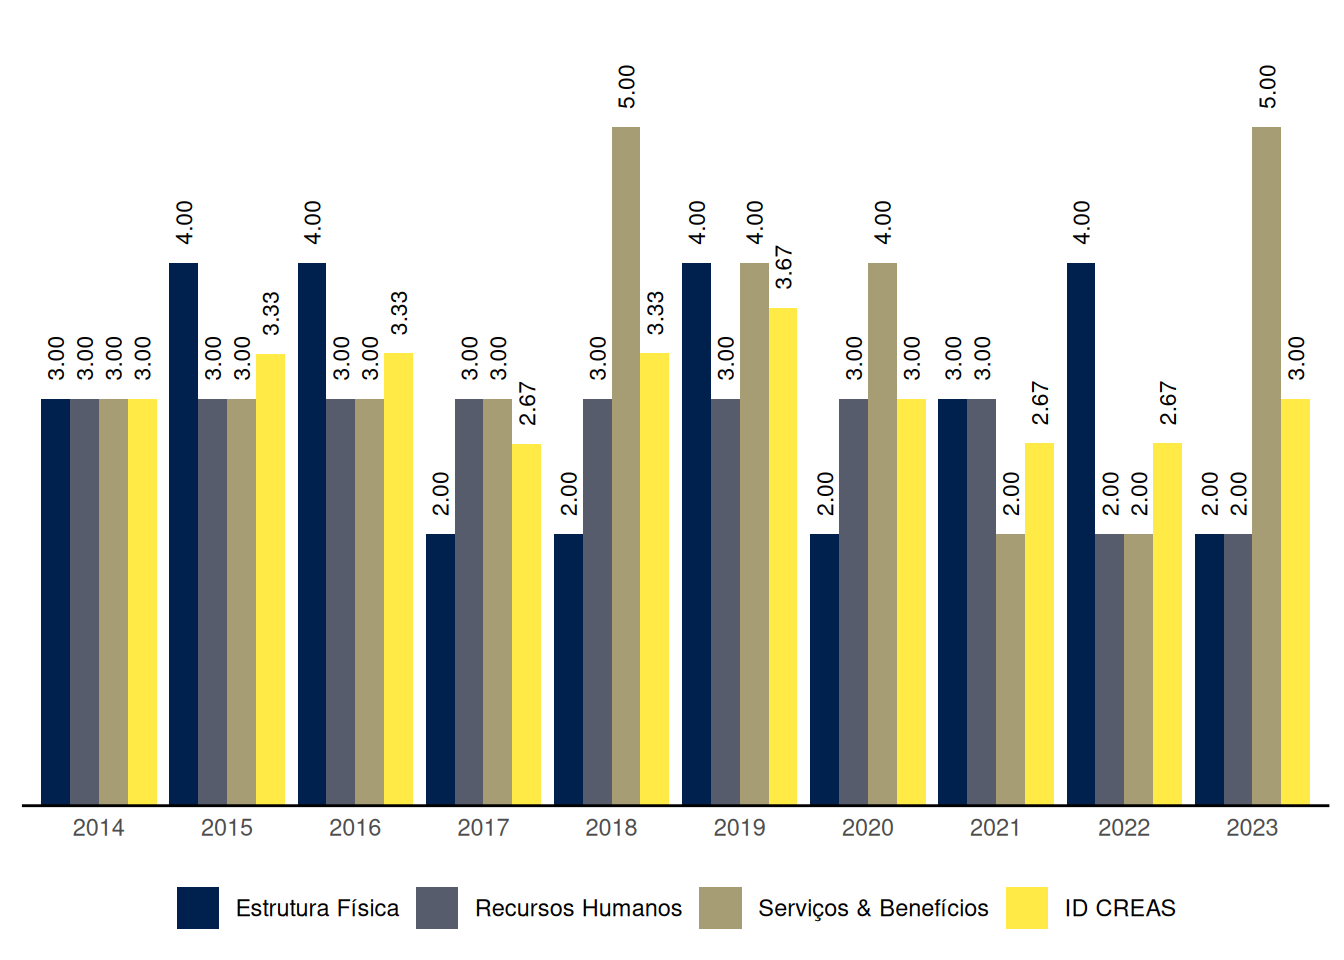 5.00 5.00
4.00 4.00 4.00 4.00 4.00 4.00
3.67
3.33 3.33 3.33
3.00 3.00 3.00 3.00 3.00 3.00 3.00 3.00 3.00 3.00 3.00 3.00 3.00 3.00 3.00 3.00 3.00
2.67 2.67 2.67
2.00 2.00 2.00 2.00 2.00 2.00 2.00 2.00
2014 2015 2016 2017 2018 2019 2020 2021 2022 2023
Estrutura Física Recursos Humanos Serviços & Benefícios ID CREAS